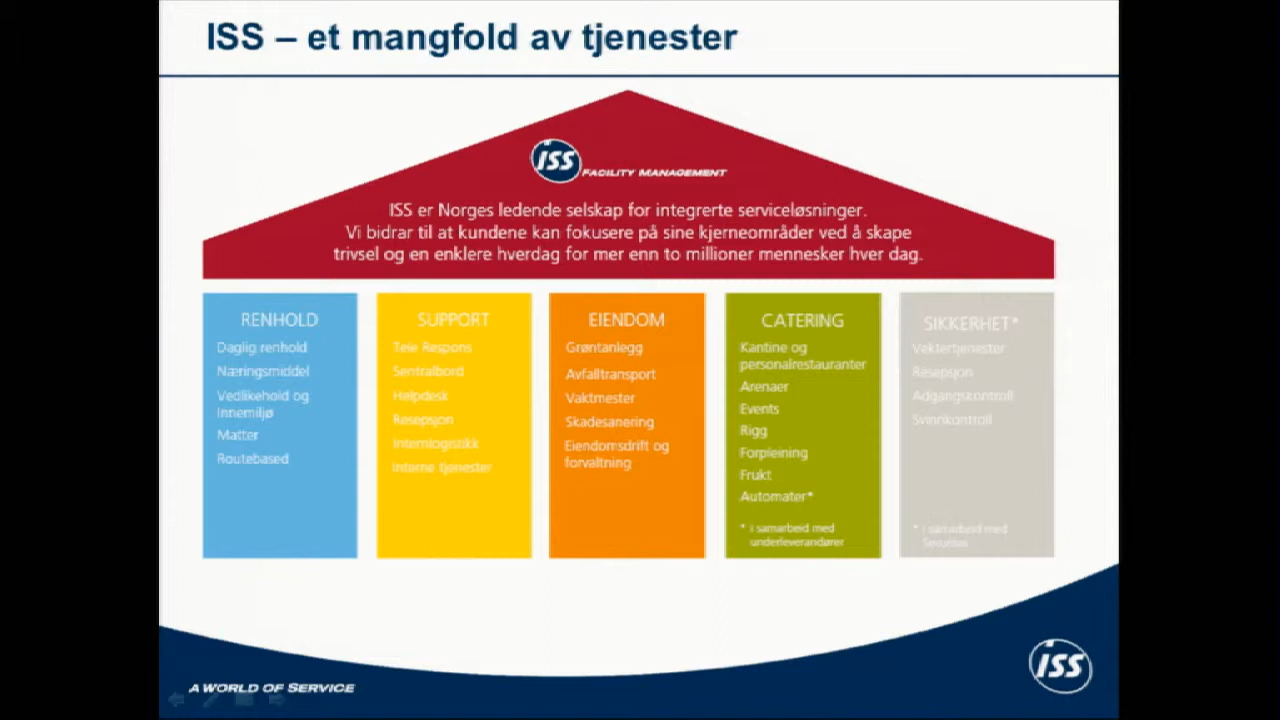 ISS – et mangfold av tjenester
ISS FACILITY MANAGEMENT
ISS er Norges ledende selskap for integrerte serviceløsninger.
Vi bidrar til at kundene kan fokusere på sine kjerneområder ved å skape
trivsel og en enklere hverdag for mer enn to millioner mennesker hver dag.
RENHOLD
Daglig renhold
Næringsmiddel
Vedlikehold og
Innemiljø
Matter
Routebased
SUPPORT
Tele Respons
Sentralbord
Helpdesk
Resepsjon
Internlogistikk
Interne tjenester
EIENDOM
Grøntanlegg
Avfalltransport
Vaktmester
Skadesanering
Eiendomsdrift og
forvaltning
CATERING
Kantine og
personalrestauranter
Arenaer
Events
Rigg
Forpleining
Frukt
Automater*
* i samarbeid med
underleverandører
SIKKERHET*
Vektertjenester
Resepsjon
Adgangskontroll
Svinnkontroll
* i samarbeid med
Securitas
A WORLD OF SERVICE
ISS